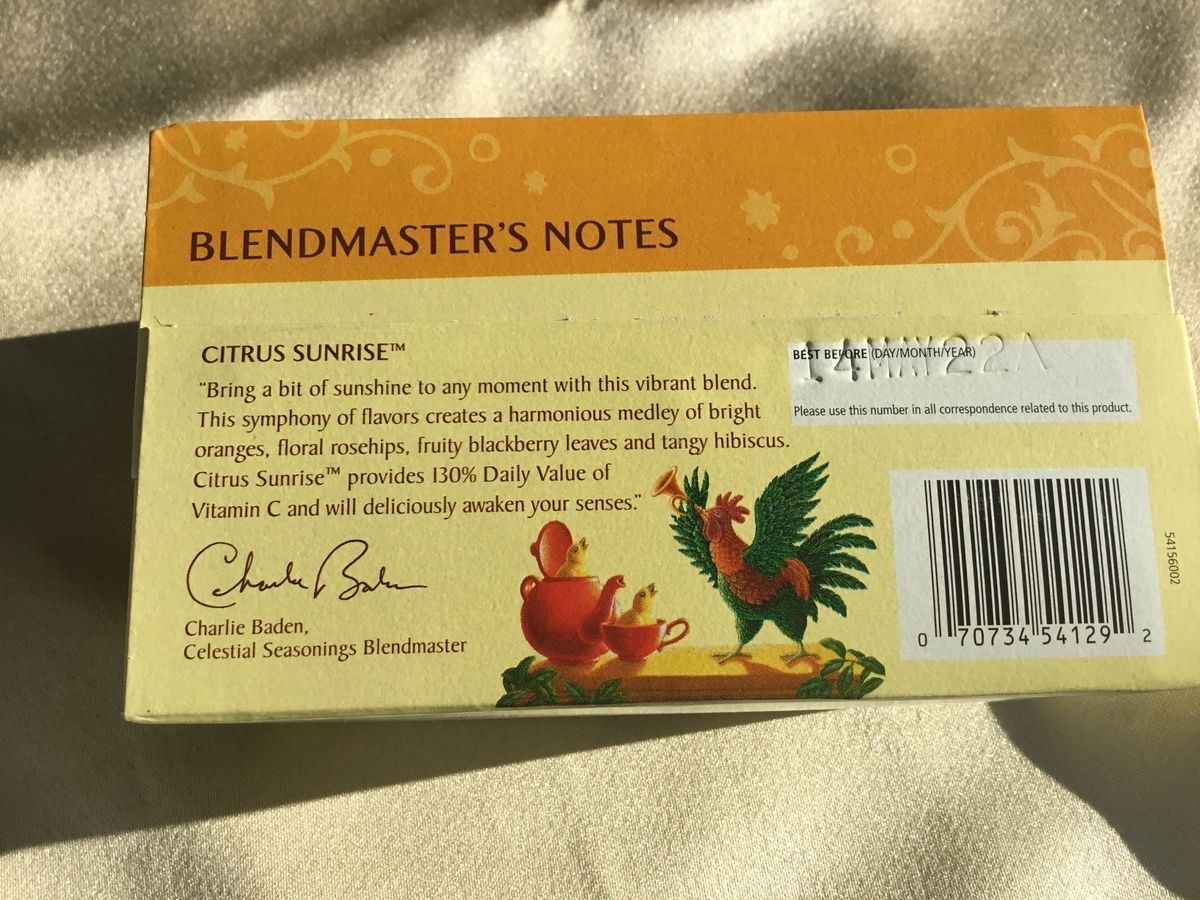 BLENDMASTER'S NOTES
CITRUS SUNRISE™
"Bring a bit of sunshine to any moment with this vibrant blend.
This symphony of flavors creates a harmonious medley of bright
oranges, floral rosehips, fruity blackberry leaves and tangy hibiscus.
Citrus Sunrise™ provides 130% Daily Value of
Vitamin C and will deliciously awaken your senses."
Charlie Baden
Charlie Baden,
Celestial Seasonings Blendmaster
BEST BEFORE (DAY/MONTH/YEAR)
14MAY22A
Please use this number in all correspondence related to this product.
0 70734 54129 2
54156002